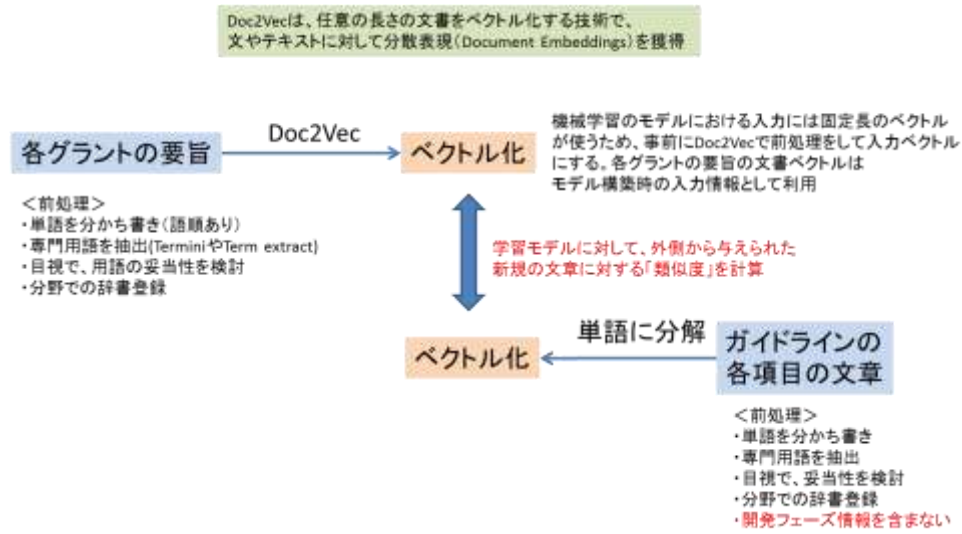 Doc2Vecは、任意の長さの文書をベクトル化する技術で、
文やテキストに対して分散表現(Document Embeddings)を獲得
各グラントの要旨
Doc2Vec
ベクトル化
機械学習のモデルにおける入力には固定長のベクトル
が使うため、事前にDoc2Vecで前処理をして入力ベクトル
にする。各グラントの要旨の文書ベクトルは
モデル構築時の入力情報として利用
<前処理>
・単語を分かち書き(語順あり)
・専門用語を抽出(TerminiやTerm extract)
・目視で、用語の妥当性を検討
・分野での辞書登録
学習モデルに対して、外側から与えられた
新規の文章に対する「類似度」を計算
ベクトル化
単語に分解
ガイドラインの
各項目の文章
<前処理>
・単語を分かち書き
・専門用語を抽出
・目視で、妥当性を検討
・分野での辞書登録
・開発フェーズ情報を含まない